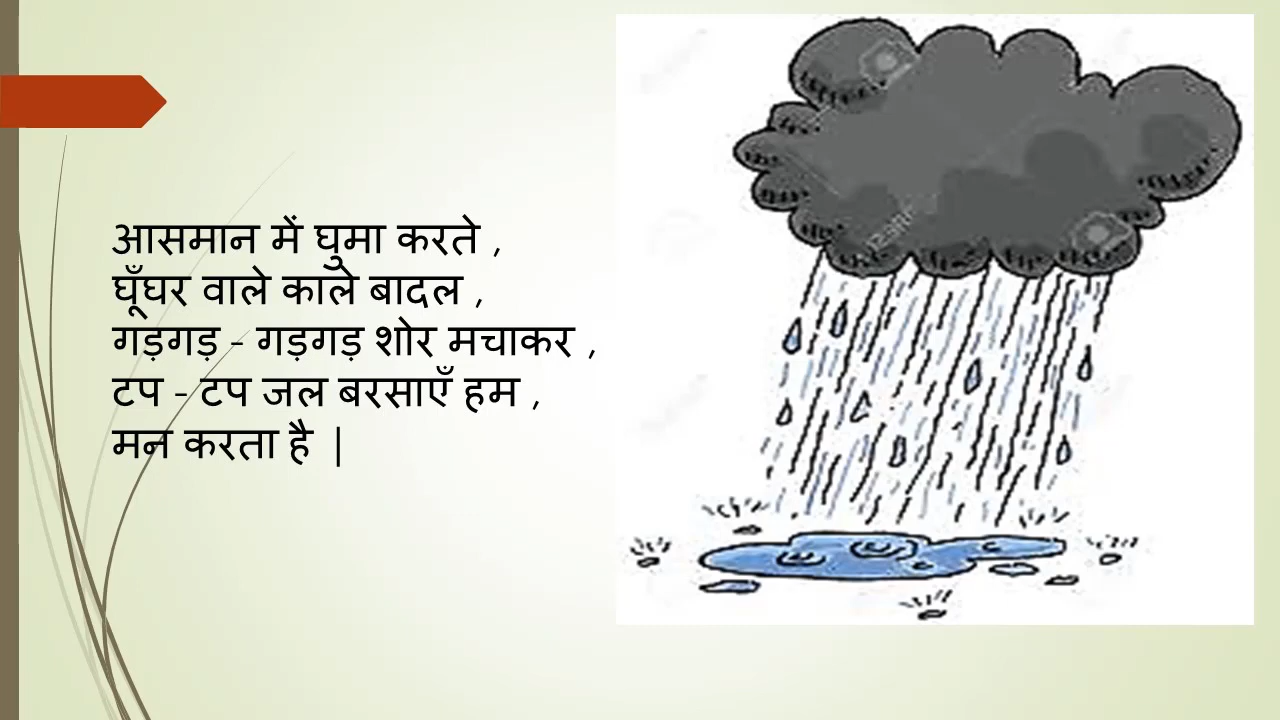 आसमान में घुमा करते ,
घूँघर वाले काले बादल ,
गड़गड़ - गड़गड़ शोर मचाकर ,
टप - टप जल बरसाएँ हम ,
मन करता है |